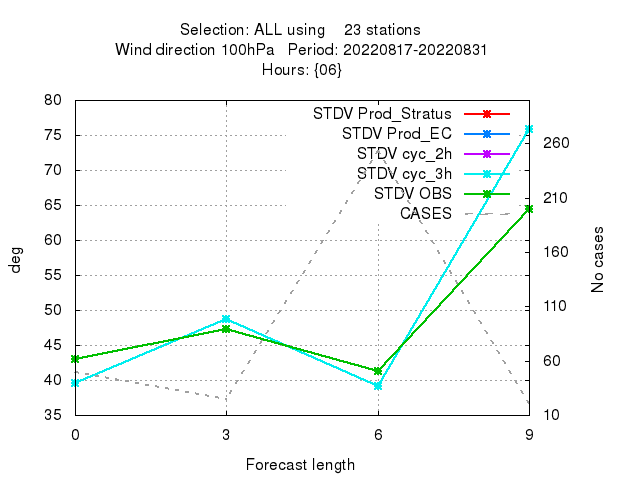 Selection: ALL using    23 stations
Wind direction 100hPa   Period: 20220817-20220831
Hours: {06}
80
75
70
65
60
55
50
45
40
35
deg
STDV Prod_Stratus
STDV Prod_EC
STDV cyc_2h
STDV cyc_3h
STDV OBS
CASES
260
210
160
110
60
10
No cases
0 3 6 9
Forecast length